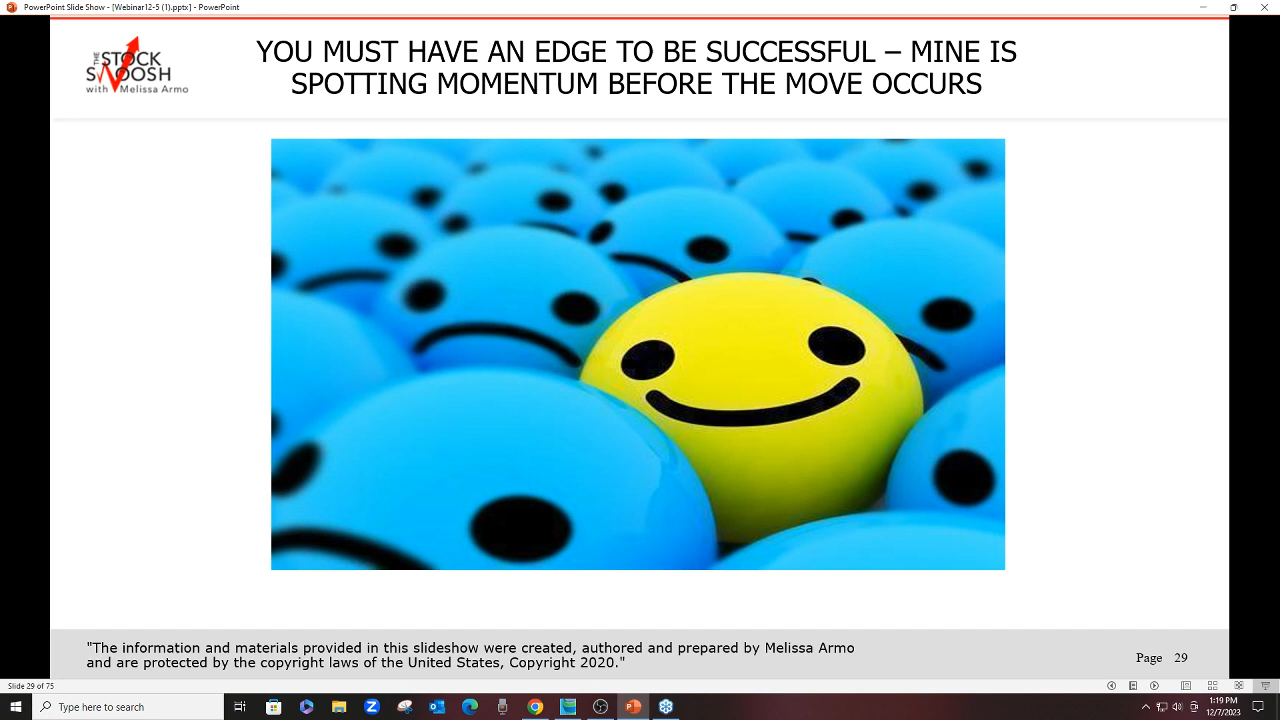 PowerPoint Slide Show - [Webinar12-5 (1).pptx] - PowerPoint
THE
STOCK
SWOOSH
with Melissa Armo
YOU MUST HAVE AN EDGE TO BE SUCCESSFUL – MINE IS
SPOTTING MOMENTUM BEFORE THE MOVE OCCURS
"The information and materials provided in this slideshow were created, authored and prepared by Melissa Armo
and are protected by the copyright laws of the United States, Copyright 2020."
Page 29
Slide 29 of 75
Type here to search
1:19 PM
12/7/2023